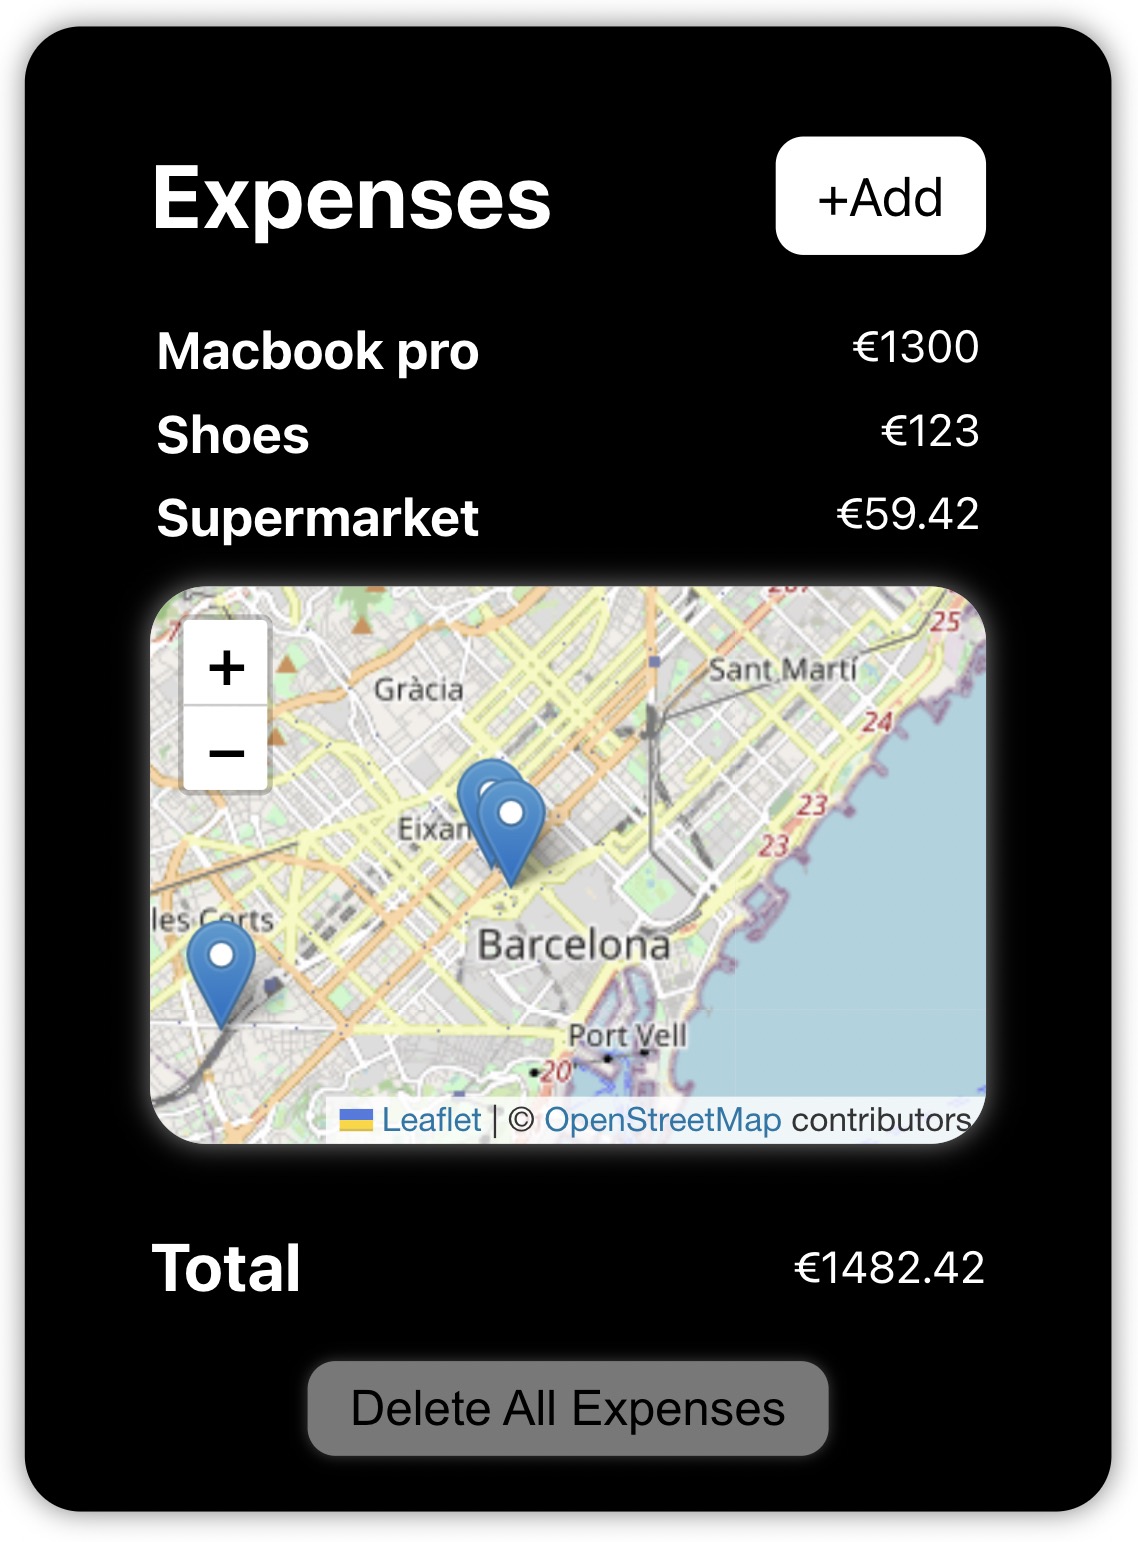 Expenses
+Add
Macbook pro
€1300
Shoes
€123
Supermarket
€59.42
25
+
Gràcia
Sant Martí
24
−
23
Eixam
23
les Corts
Barcelona
Port Vell
20
Leaflet | © OpenStreetMap contributors
Total
€1482.42
Delete All Expenses